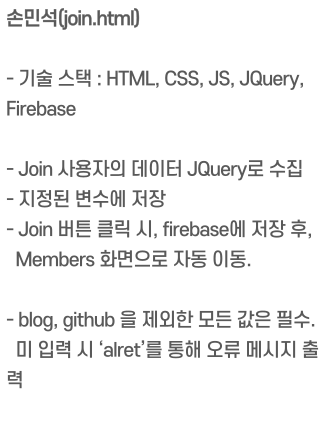 손민석(join.html)
- 기술 스택 : HTML, CSS, JS, JQuery,
Firebase
- Join 사용자의 데이터 JQuery로 수집
- 지정된 변수에 저장
- Join 버튼 클릭 시, firebase에 저장 후,
Members 화면으로 자동 이동.
- blog, github 을 제외한 모든 값은 필수.
미 입력 시 ‘alret’를 통해 오류 메시지 출
력